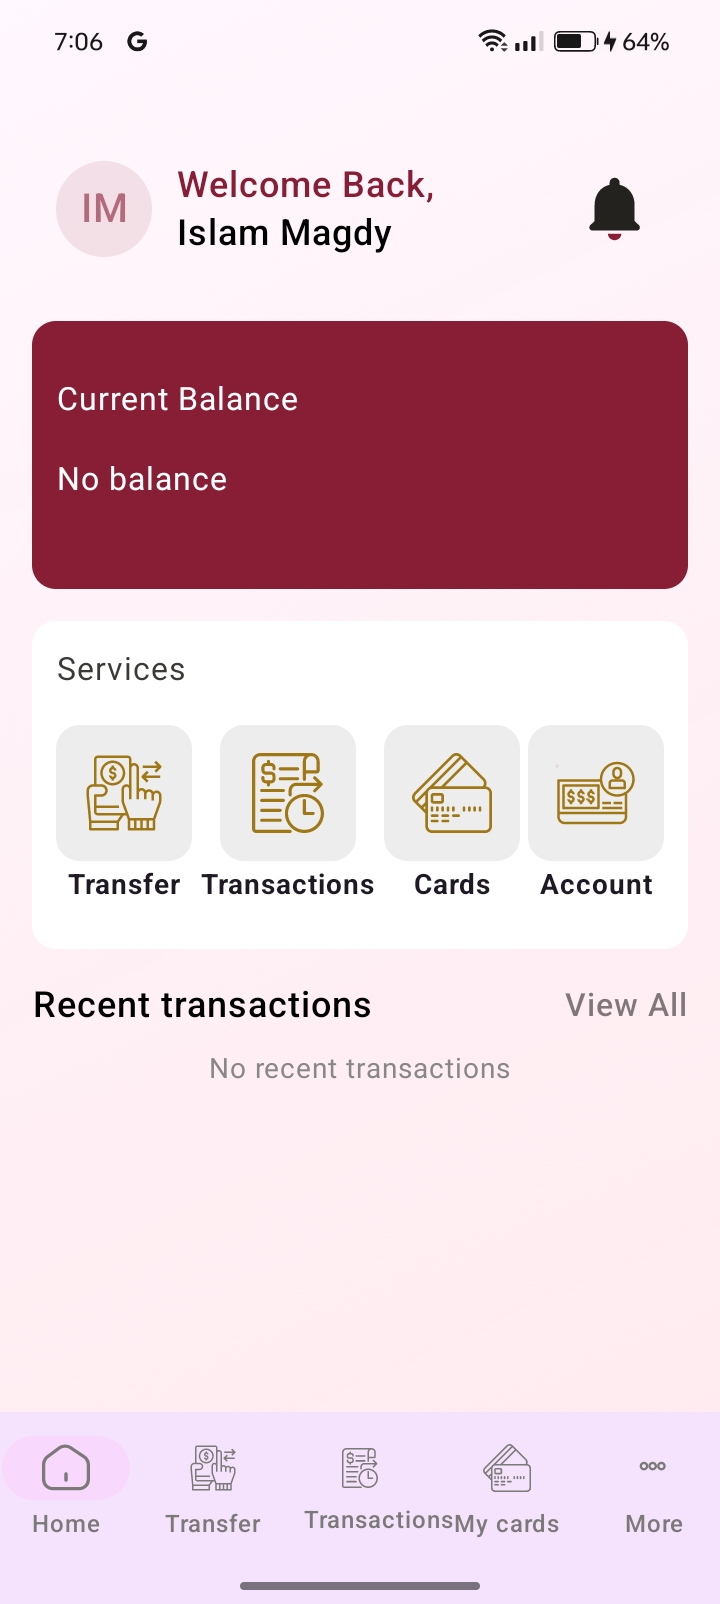 7:06 G 64%
IM
Welcome Back,
Islam Magdy
Current Balance
No balance
Services
Transfer Transactions Cards Account
Recent transactions View All
No recent transactions
Home Transfer Transactions My cards More